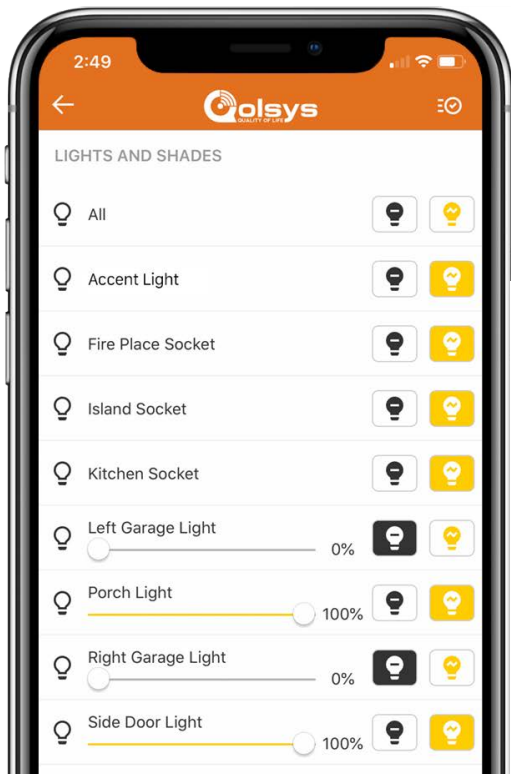 2:49
Qolsys
QUALITY OF LIFE
LIGHTS AND SHADES
All
Accent Light
Fire Place Socket
Island Socket
Kitchen Socket
Left Garage Light
0%
Porch Light
100%
Right Garage Light
0%
Side Door Light
100%